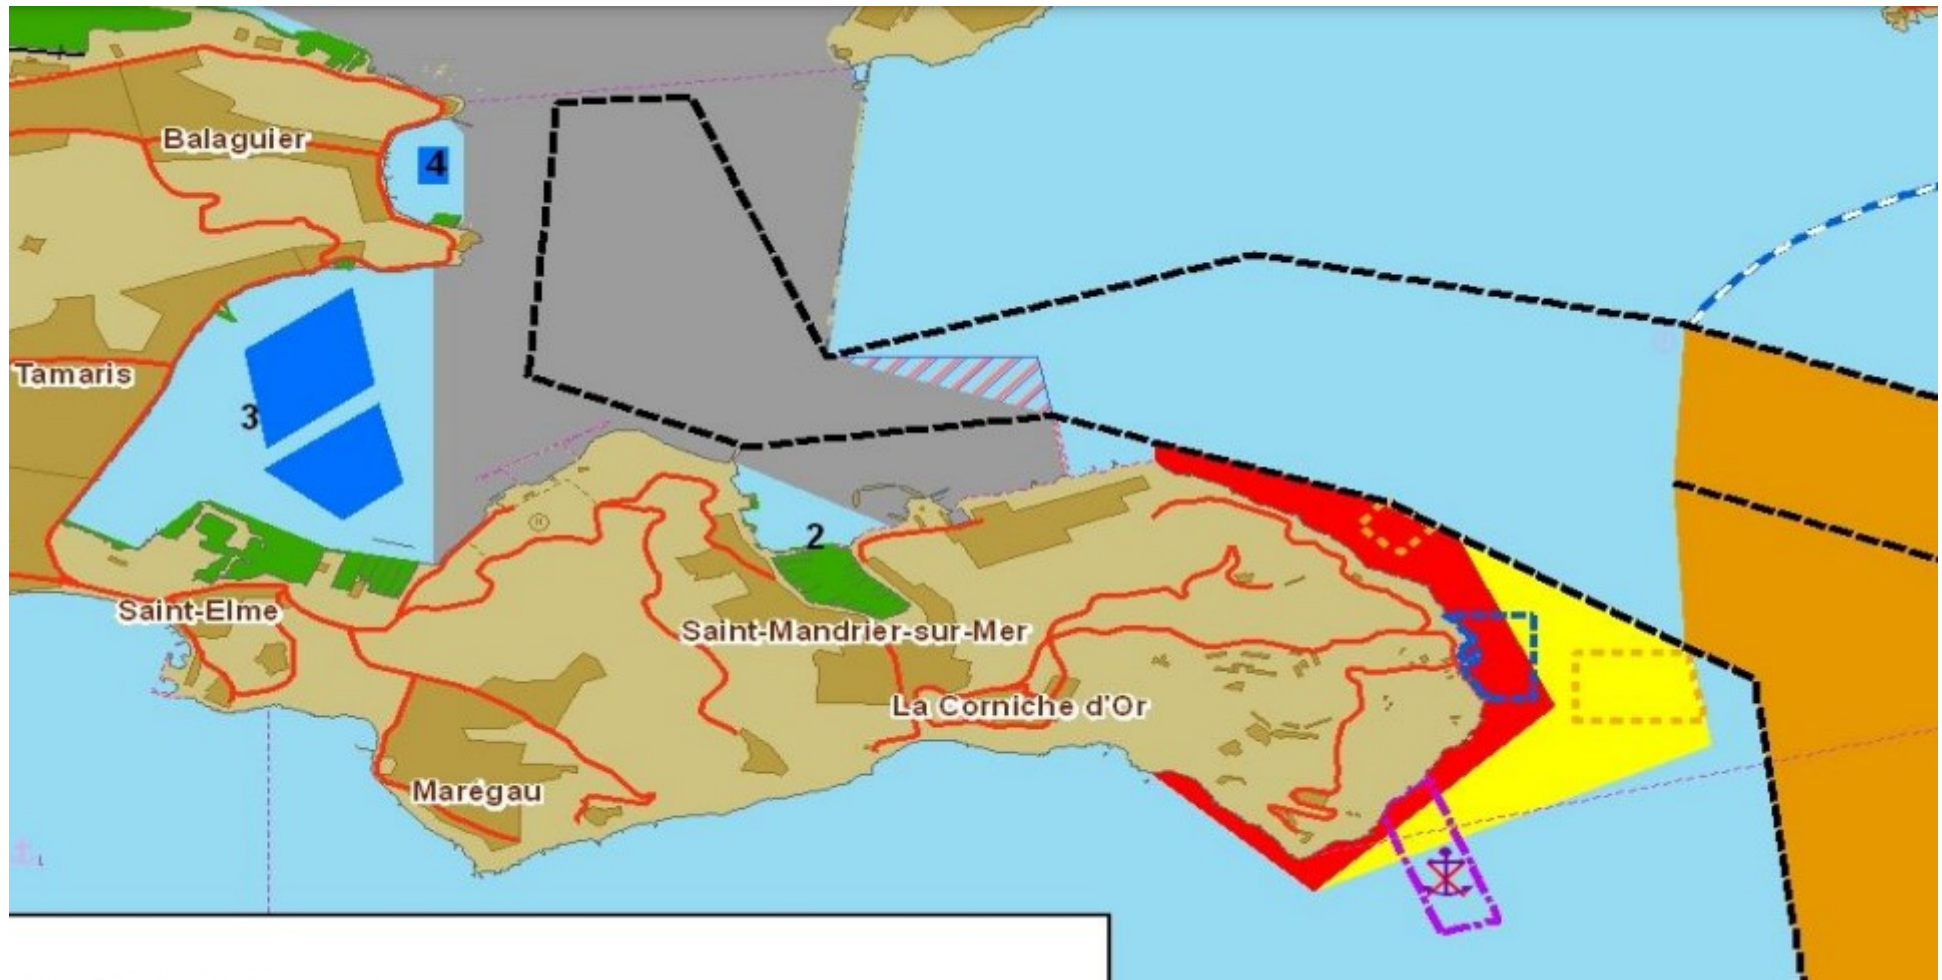 Balaguier
4
Tamaris
3
2
Saint-Elme
Saint-Mandrier-sur-Mer
La Corniche d'Or
Marégau